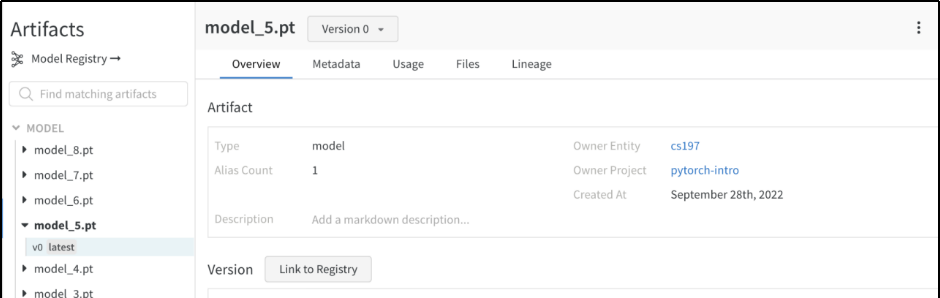 Artifacts
Model Registry →
Find matching artifacts
MODEL
model_8.pt
model_7.pt
model_6.pt
model_5.pt
v0 latest
model_4.pt
model_3.pt
model_5.pt Version 0
Overview Metadata Usage Files Lineage
Artifact
Type model Owner Entity cs197
Alias Count 1 Owner Project pytorch-intro
Created At September 28th, 2022
Description Add a markdown description...
Version Link to Registry